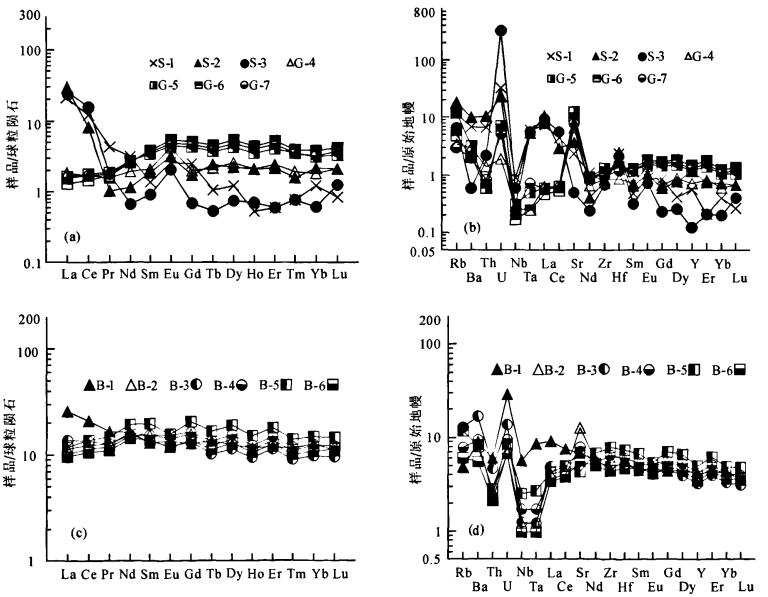 300
100
10
1
0.1
样品/球粒陨石
S-1 S-2 S-3 G-4
G-5 G-6 G-7
(a)
La Ce Pr Nd Sm Eu Gd Tb Dy Ho Er Tm Yb Lu
800
100
10
1
0.1
0.05
样品/原始地幔
S-1 S-2 S-3 G-4
G-5 G-6 G-7
(b)
Rb Th Nb La Sr Zr Sm Gd Y Yb
Ba U Ta Ce Nd Hf Eu Dy Er Lu
200
100
10
1
样品/球粒陨石
B-1 B-2 B-3 B-4 B-5 B-6
(c)
La Ce Pr Nd Sm Eu Gd Tb Dy Ho Er Tm Yb Lu
200
100
10
1
0.5
样品/原始地幔
B-1 B-2 B-3 B-4 B-5 B-6
(d)
Rb Th Nb La Sr Zr Sm Gd Y Yb
Ba U Ta Ce Nd Hf Eu Dy Er Lu